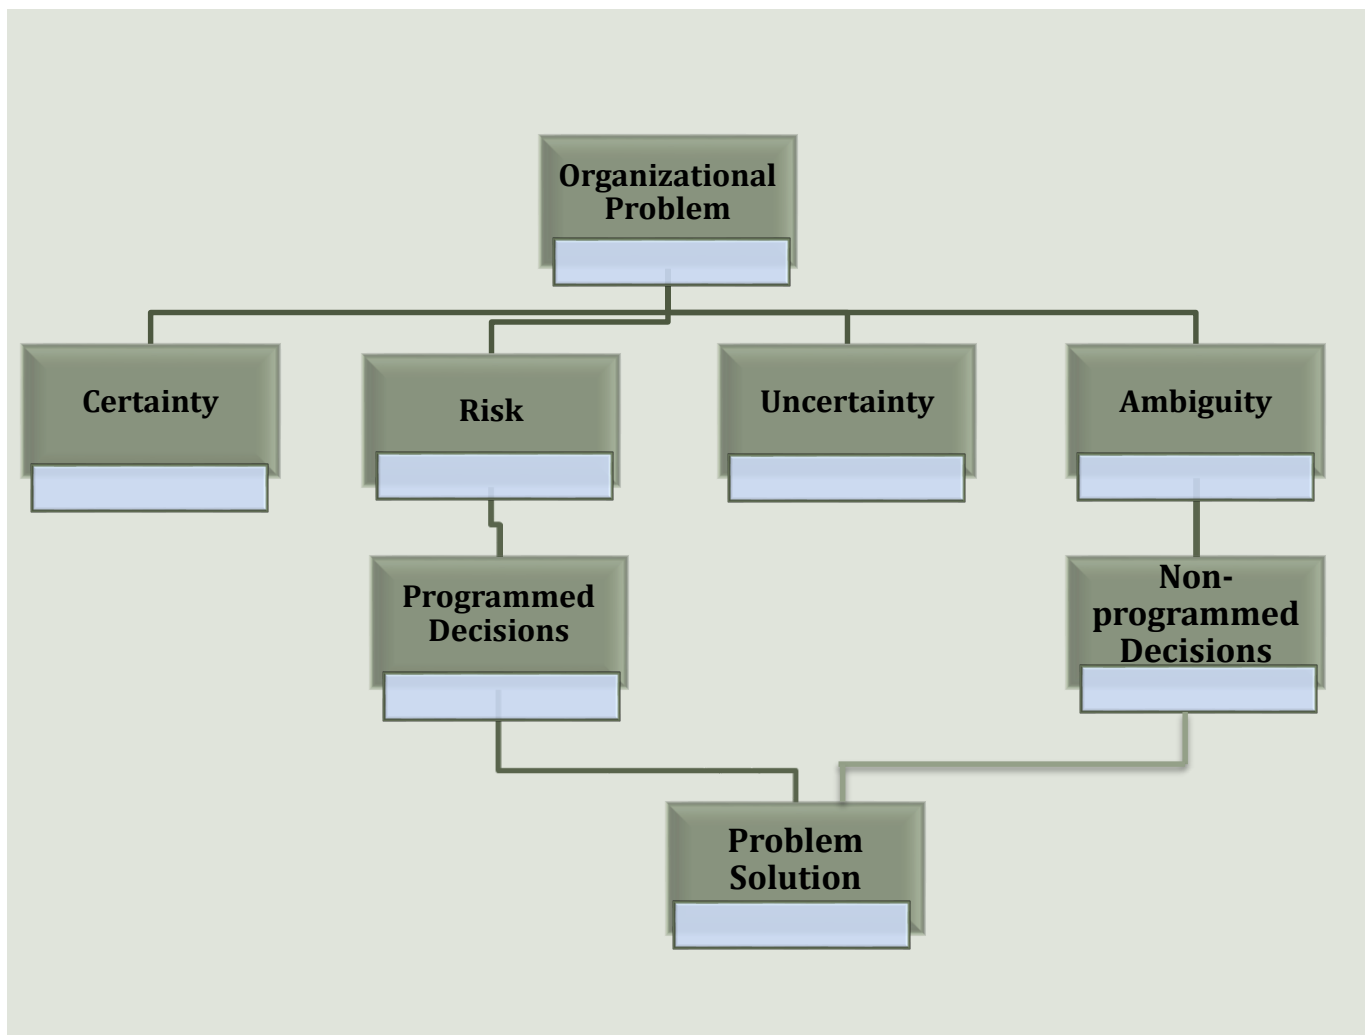 Organizational
Problem
Certainty
Risk
Uncertainty
Ambiguity
Programmed
Decisions
Non-
programmed
Decisions
Problem
Solution